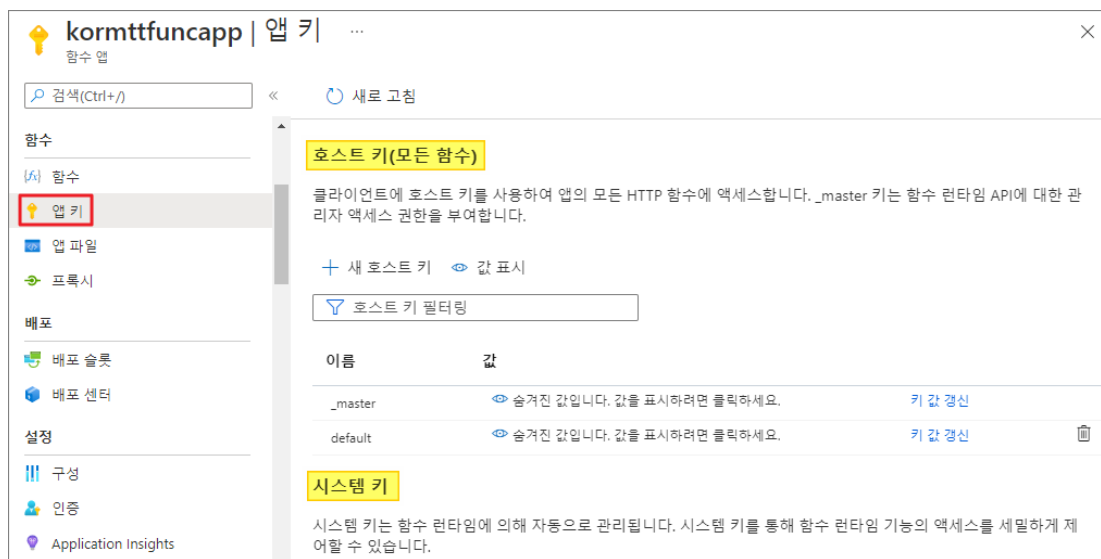 kormttfuncapp | 앱 키 ...
함수 앱
검색(Ctrl+/)
«
함수
함수
앱 키
앱 파일
프록시
배포
배포 슬롯
배포 센터
설정
구성
인증
Application Insights
새로 고침
호스트 키(모든 함수)
클라이언트에 호스트 키를 사용하여 앱의 모든 HTTP 함수에 액세스합니다. _master 키는 함수 런타임 API에 대한 관
리자 액세스 권한을 부여합니다.
새 호스트 키 값 표시
호스트 키 필터링
이름 값
_master 숨겨진 값입니다. 값을 표시하려면 클릭하세요. 키 값 갱신
default 숨겨진 값입니다. 값을 표시하려면 클릭하세요. 키 값 갱신
시스템 키
시스템 키는 함수 런타임에 의해 자동으로 관리됩니다. 시스템 키를 통해 함수 런타임 기능의 액세스를 세밀하게 제
어할 수 있습니다.